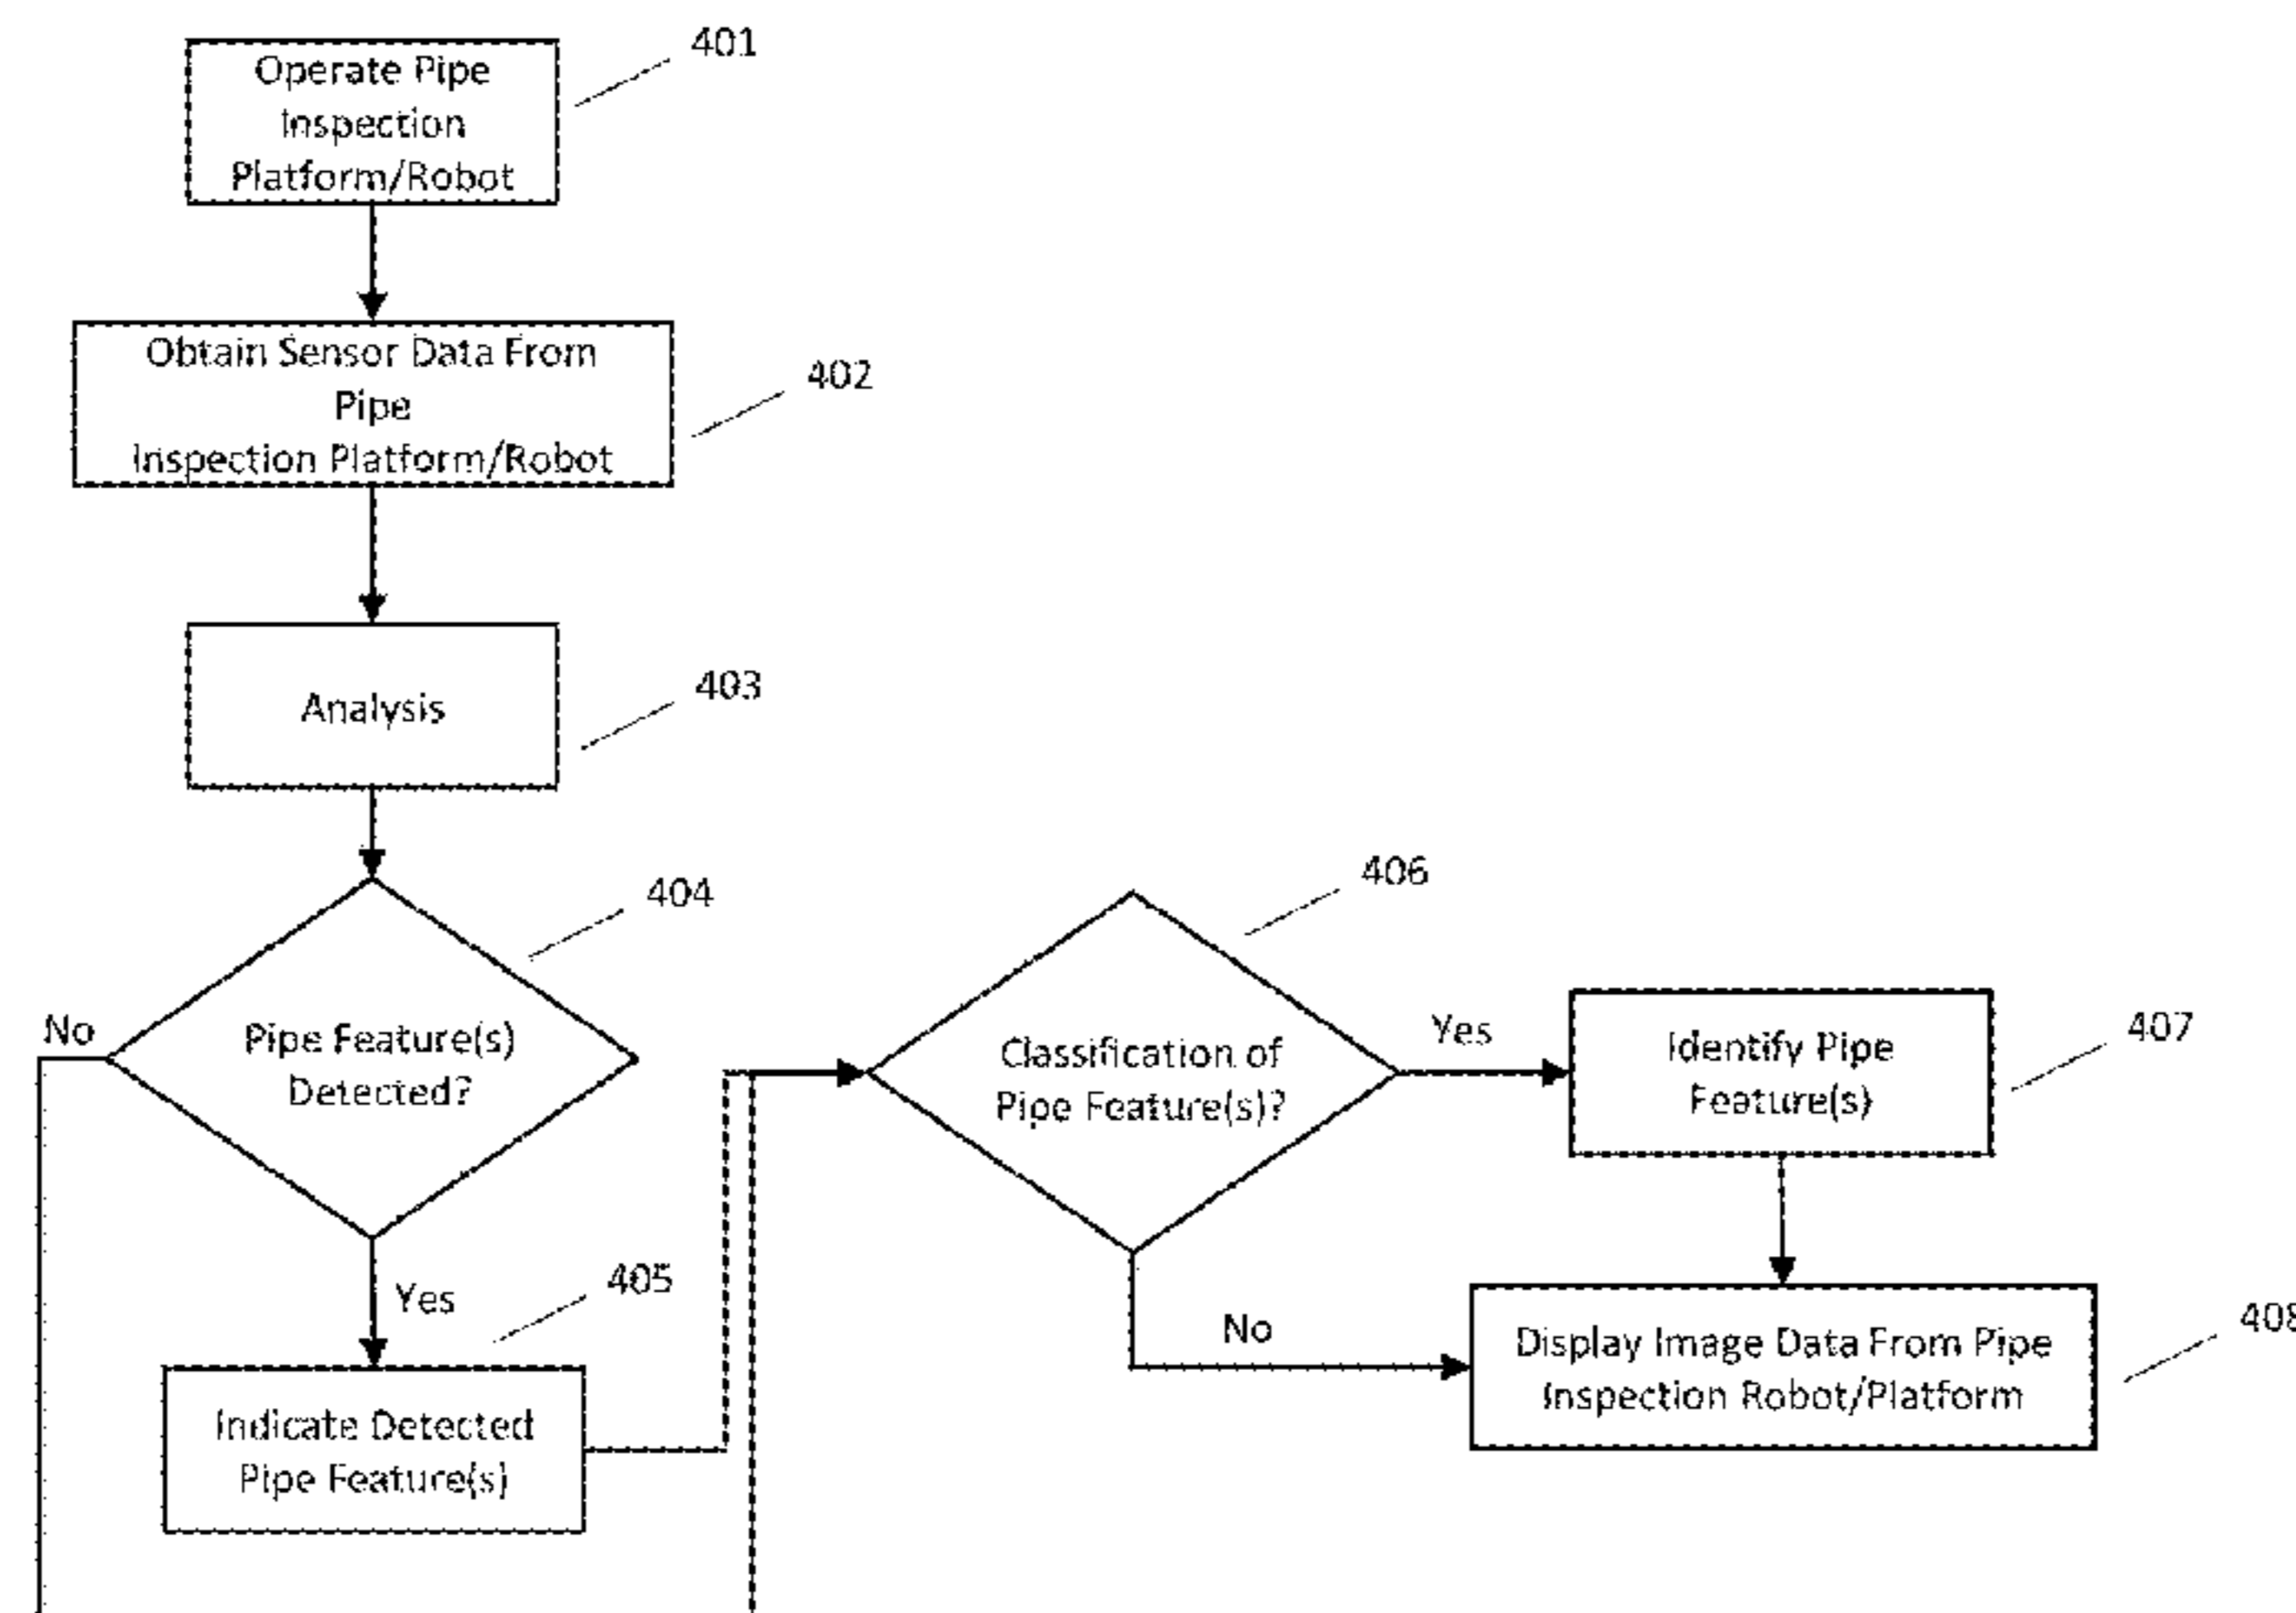 401
Operate Pipe
Inspection
Platform/Robot
402
Obtain Sensor Data From
Pipe
Inspection Platform/Robot
403
Analysis
404
Pipe Feature(s)
Detected?
No
Yes
405
Indicate Detected
Pipe Feature(s)
406
Classification of
Pipe Feature(s)?
Yes
No
407
Identify Pipe
Feature(s)
408
Display Image Data From Pipe
Inspection Robot/Platform